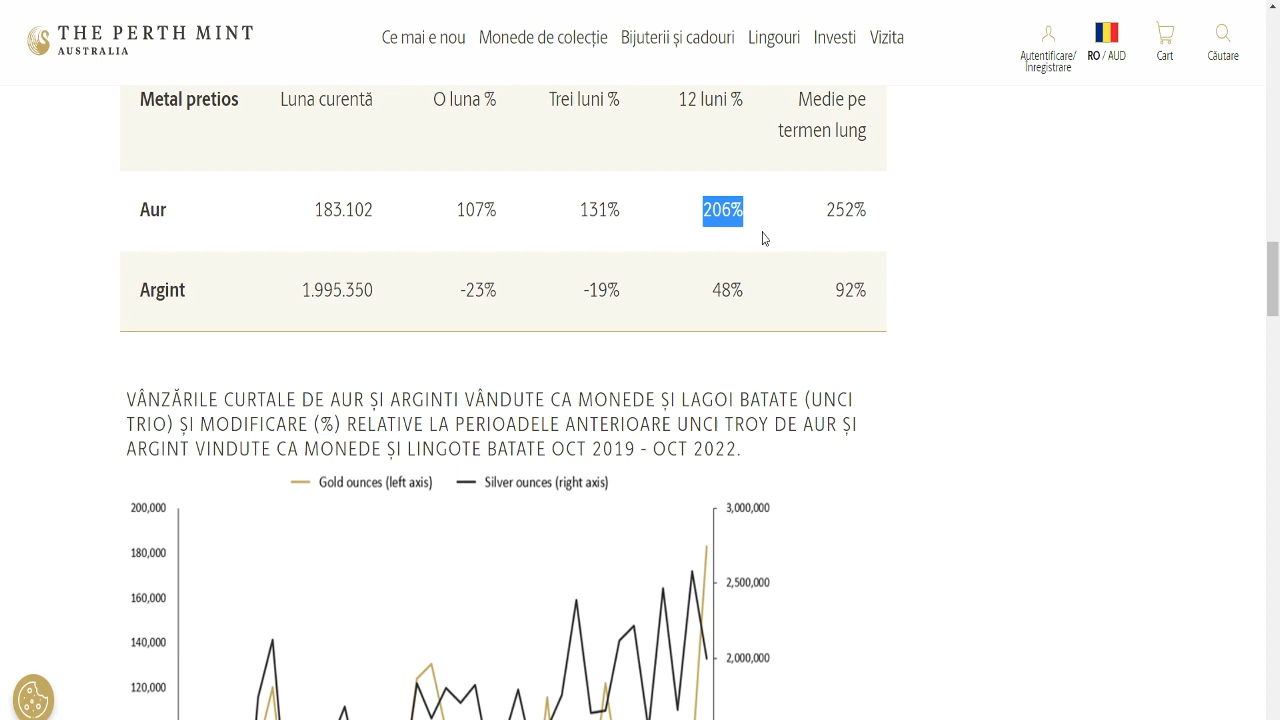 THE PERTH MINT
AUSTRALIA
Ce mai e nou Monede de colecție Bijuterii și cadouri Lingouri Investi Vizita
Autentificare/
Înregistrare
RO / AUD
Cart
Căutare
Metal pretios Luna curentă O luna % Trei luni % 12 luni % Medie pe
termen lung
Aur 183.102 107% 131% 206% 252%
Argint 1.995.350 -23% -19% 48% 92%
VÂNZĂRILE CURTALE DE AUR ȘI ARGINTI VÂNDUTE CA MONEDE ȘI LAGOI BATATE (UNCI
TRIO) ȘI MODIFICARE (%) RELATIVE LA PERIOADELE ANTERIOARE UNCI TROY DE AUR ȘI
ARGINT VINDUTE CA MONEDE ȘI LINGOTE BATATE OCT 2019 - OCT 2022.
Gold ounces (left axis) Silver ounces (right axis)
200,000 3,000,000
180,000
2,500,000
160,000
140,000
2,000,000
120,000